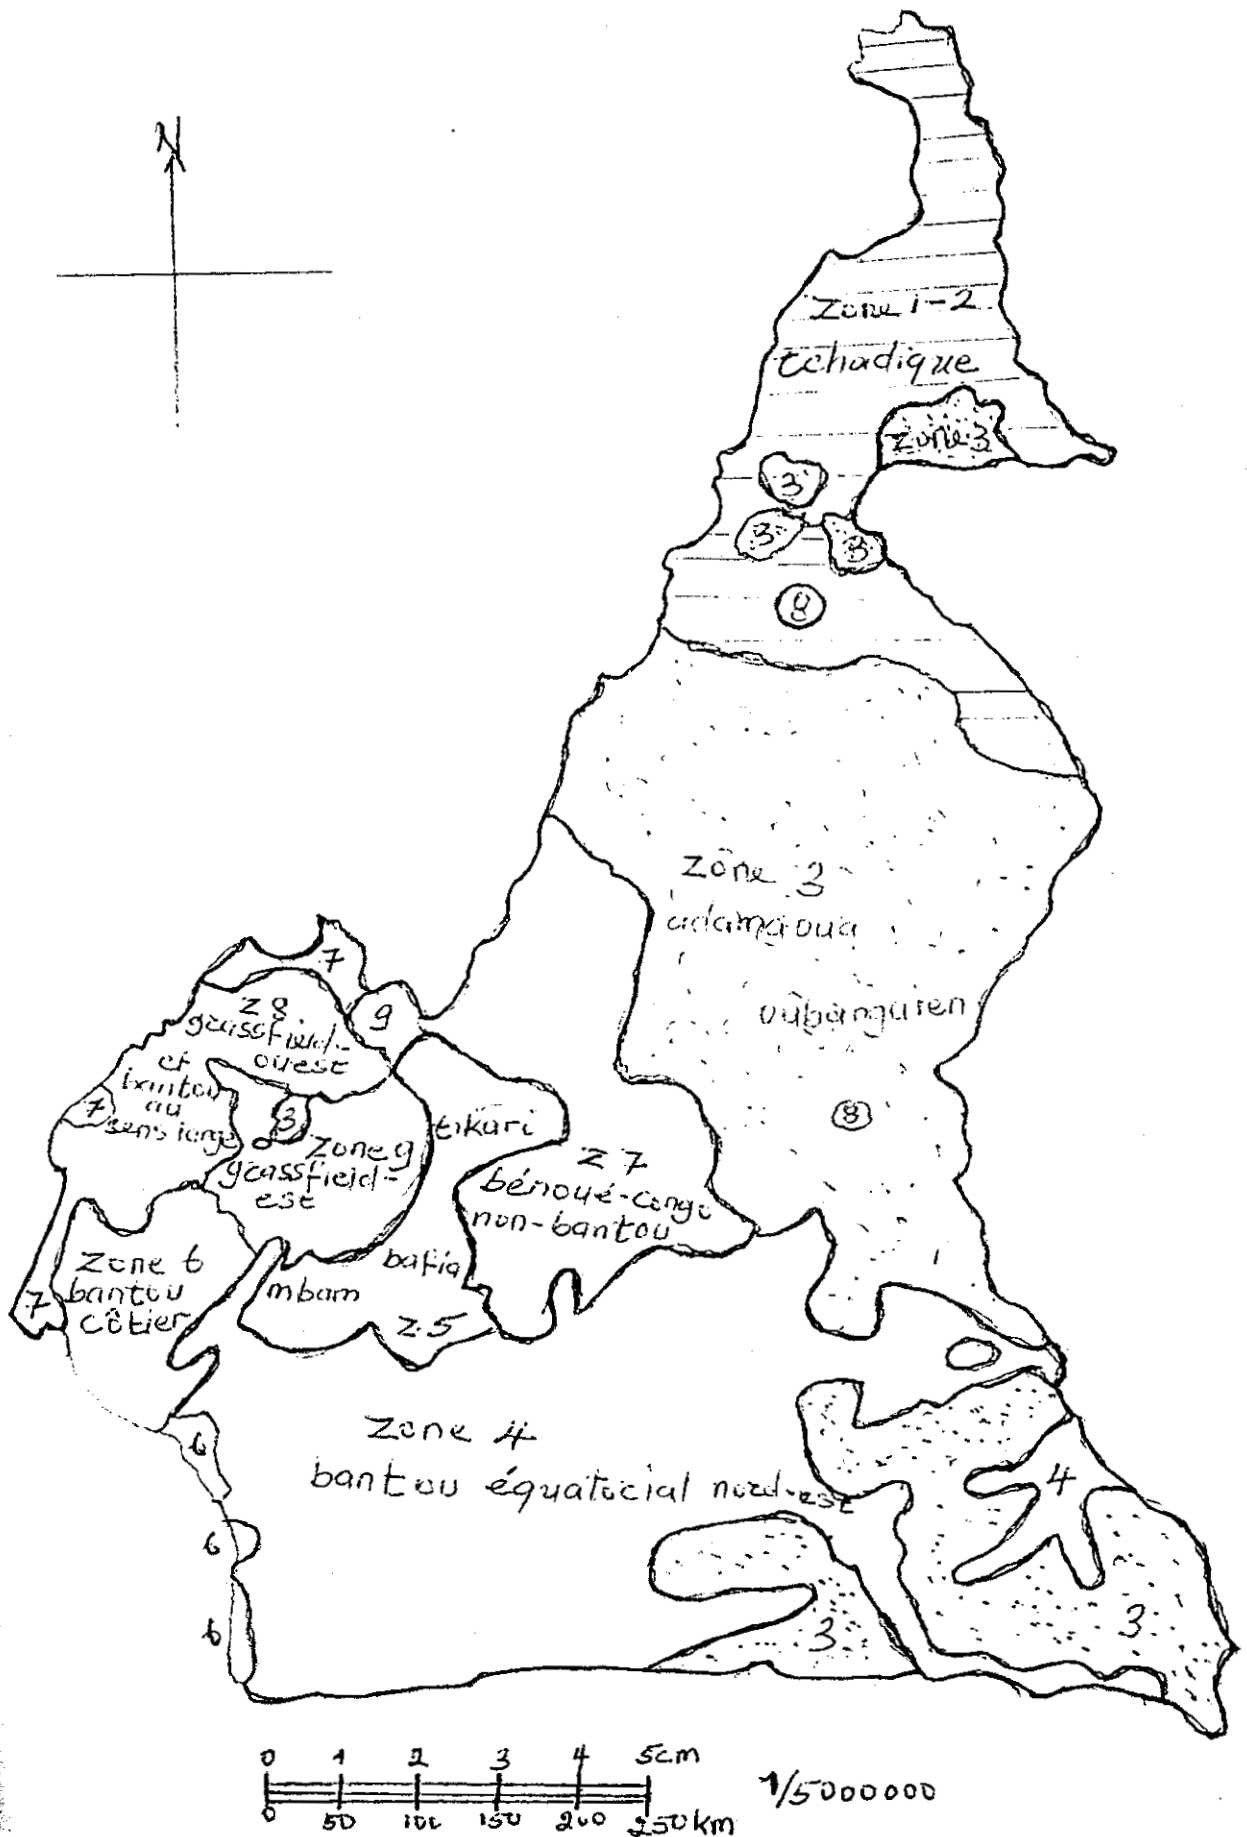 N
Zone 1-2
tchadique
Zone 3
3
3
3
8
zone 3
adamaoua
oubanguien
8
7
9
z 8
grassfield-
ouest
et
bantou
au
sens large
7
3
zone 9
grassfield-
est
tikari
z 7
bénoué-congo
non-bantou
Zone 6
bantou
côtier
7
bafia
mbam
z.5
zone 4
bantou équatorial nord-est
6
6
6
4
3
3
0 1 2 3 4 5cm
0 50 100 150 200 250km
1/5000000